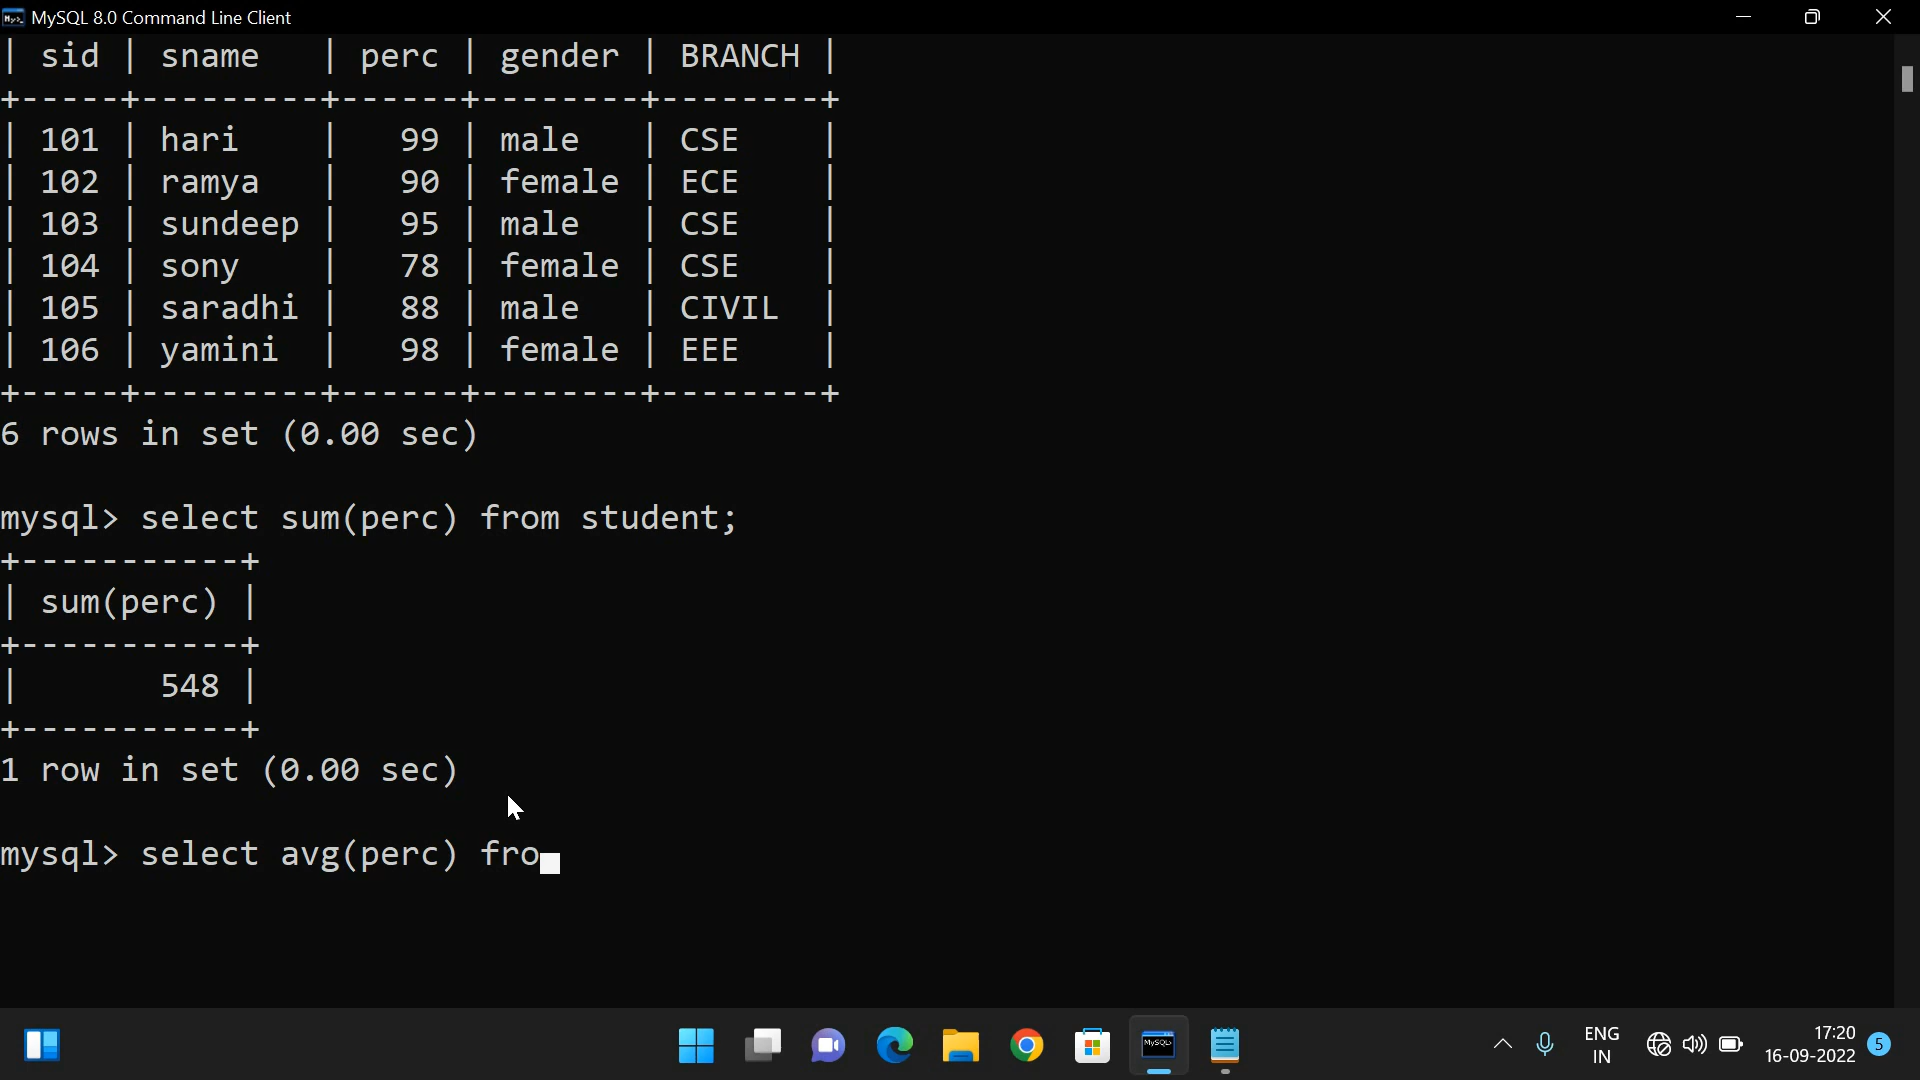 MySQL 8.0 Command Line Client
| sid | sname   | perc | gender | BRANCH |
+-----+---------+------+--------+--------+
| 101 | hari    |   99 | male   | CSE    |
| 102 | ramya   |   90 | female | ECE    |
| 103 | sundeep |   95 | male   | CSE    |
| 104 | sony    |   78 | female | CSE    |
| 105 | saradhi |   88 | male   | CIVIL  |
| 106 | yamini  |   98 | female | EEE    |
+-----+---------+------+--------+--------+
6 rows in set (0.00 sec)
mysql> select sum(perc) from student;
+-----------+
| sum(perc) |
+-----------+
|       548 |
+-----------+
1 row in set (0.00 sec)
mysql> select avg(perc) fro
MySQL
ENG
IN
17:20
16-09-2022
5